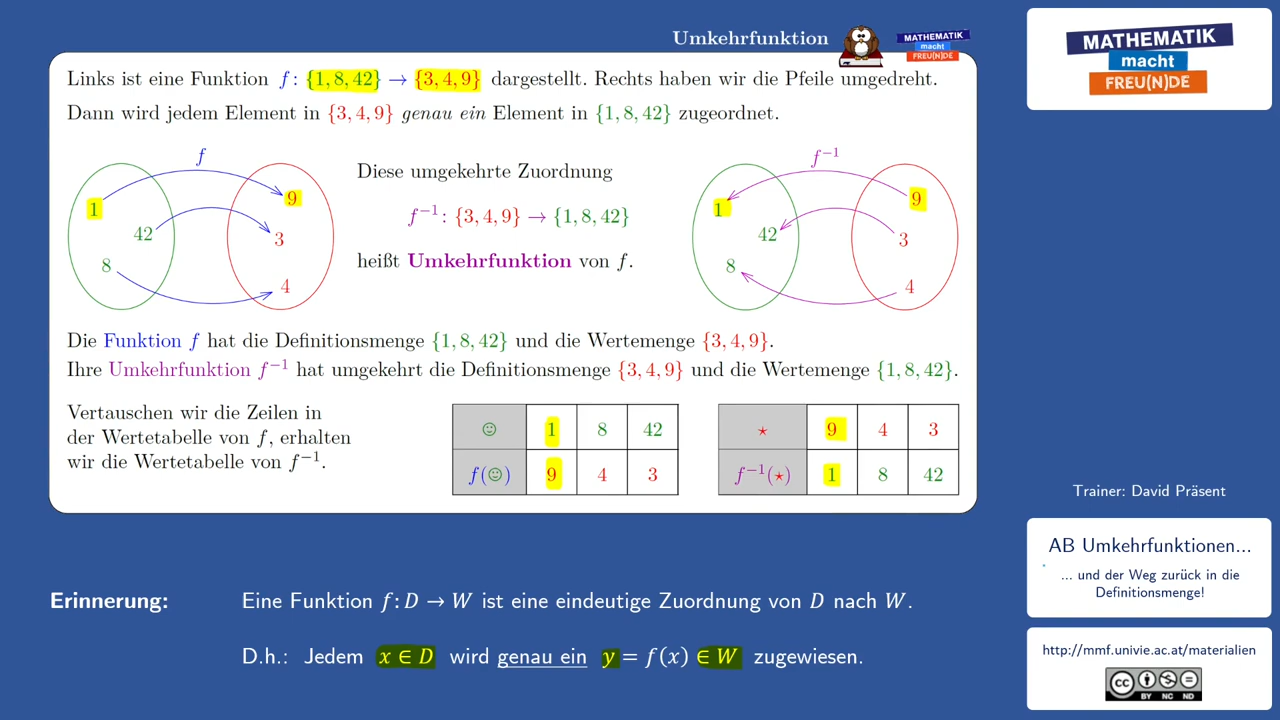 Umkehrfunktion
MATHEMATIK
macht
FREU(N)DE
Links ist eine Funktion f : {1, 8, 42} → {3, 4, 9} dargestellt. Rechts haben wir die Pfeile umgedreht.
Dann wird jedem Element in {3, 4, 9} genau ein Element in {1, 8, 42} zugeordnet.
f
1
42
8
9
3
4
Diese umgekehrte Zuordnung
f⁻¹ : {3, 4, 9} → {1, 8, 42}
heißt Umkehrfunktion von f.
f⁻¹
1
42
8
9
3
4
Die Funktion f hat die Definitionsmenge {1, 8, 42} und die Wertemenge {3, 4, 9}.
Ihre Umkehrfunktion f⁻¹ hat umgekehrt die Definitionsmenge {3, 4, 9} und die Wertemenge {1, 8, 42}.
Vertauschen wir die Zeilen in
der Wertetabelle von f, erhalten
wir die Wertetabelle von f⁻¹.
☺ 1 8 42
f(☺) 9 4 3
⋆ 9 4 3
f⁻¹(⋆) 1 8 42
Erinnerung: Eine Funktion f: D → W ist eine eindeutige Zuordnung von D nach W.
D.h.: Jedem x ∈ D wird genau ein y = f(x) ∈ W zugewiesen.
MATHEMATIK
macht
FREU(N)DE
Trainer: David Präsent
AB Umkehrfunktionen...
... und der Weg zurück in die
Definitionsmenge!
http://mmf.univie.ac.at/materialien
cc
BY NC ND